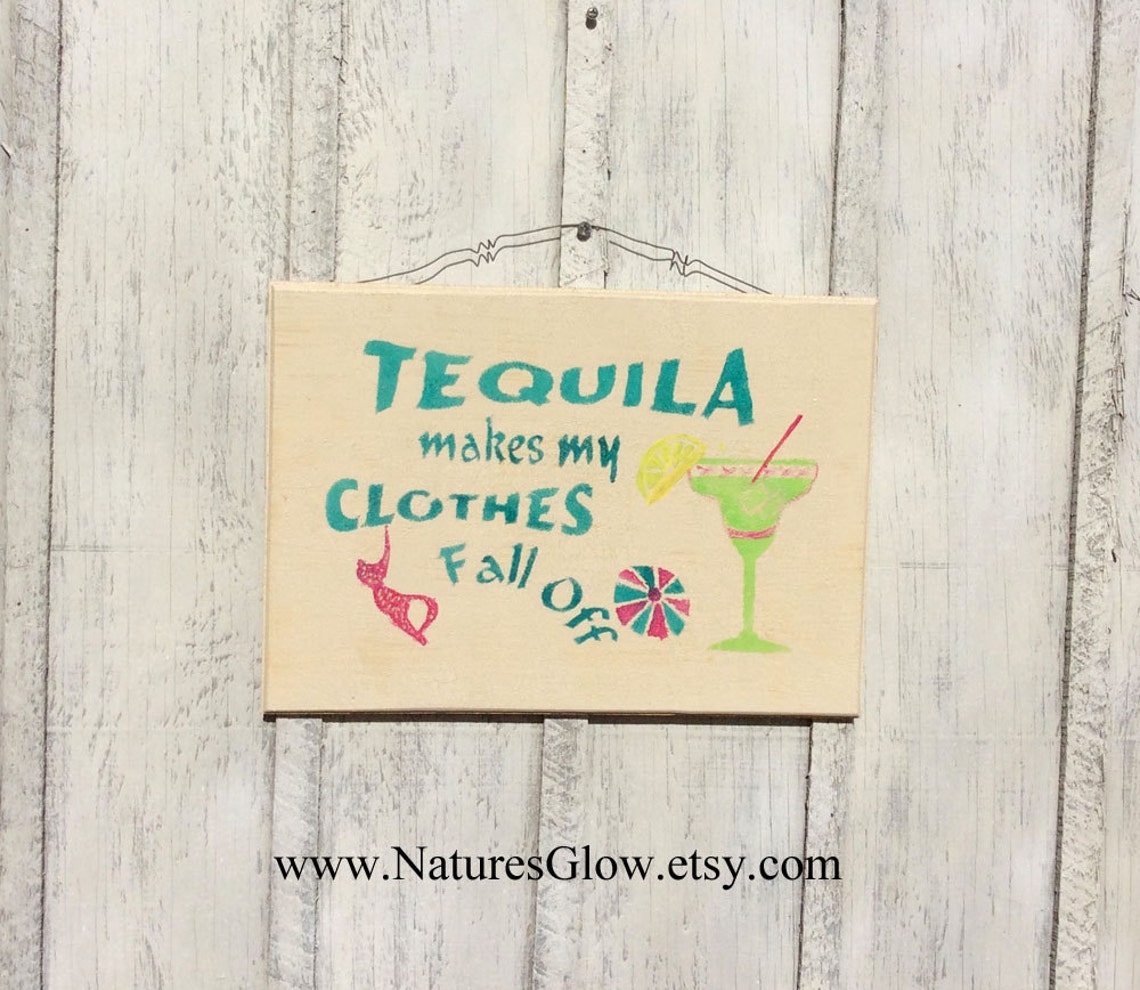 TEQUILA
makes my
CLOTHES
Fall Off
www.NaturesGlow.etsy.com